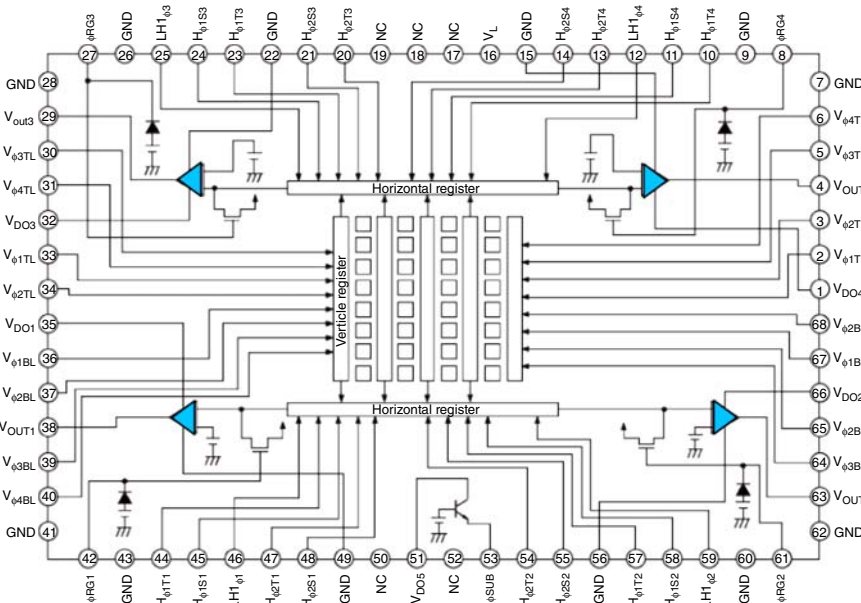 ϕRG3 GND LH1ϕ3 Hϕ1S3 Hϕ1T3 GND Hϕ2S3 Hϕ2T3 NC NC NC VL GND Hϕ2S4 Hϕ2T4 LH1ϕ4 Hϕ1S4 Hϕ1T4 GND ϕRG4
27 26 25 24 23 22 21 20 19 18 17 16 15 14 13 12 11 10 9 8
GND 28
7 GND
Vout3 29
6 Vϕ4T
Vϕ3TL 30
5 Vϕ3T
Vϕ4TL 31
4 VOUT
Horizontal register
VDO3 32
3 Vϕ2T
Vϕ1TL 33
2 Vϕ1T
Vϕ2TL 34
1 VDO4
Verticle register
VDO1 35
68 Vϕ2B
Vϕ1BL 36
67 Vϕ1B
Vϕ2BL 37
66 VDO2
Horizontal register
VOUT1 38
65 Vϕ2B
Vϕ3BL 39
64 Vϕ3B
Vϕ4BL 40
63 VOUT
GND 41
62 GND
42 43 44 45 46 47 48 49 50 51 52 53 54 55 56 57 58 59 60 61
ϕRG1 GND Hϕ1T1 Hϕ1S1 LH1ϕ1 Hϕ2T1 Hϕ2S1 GND NC VDO5 NC ϕSUB Hϕ2T2 Hϕ2S2 GND Hϕ1T2 Hϕ1S2 LH1ϕ2 GND ϕRG2